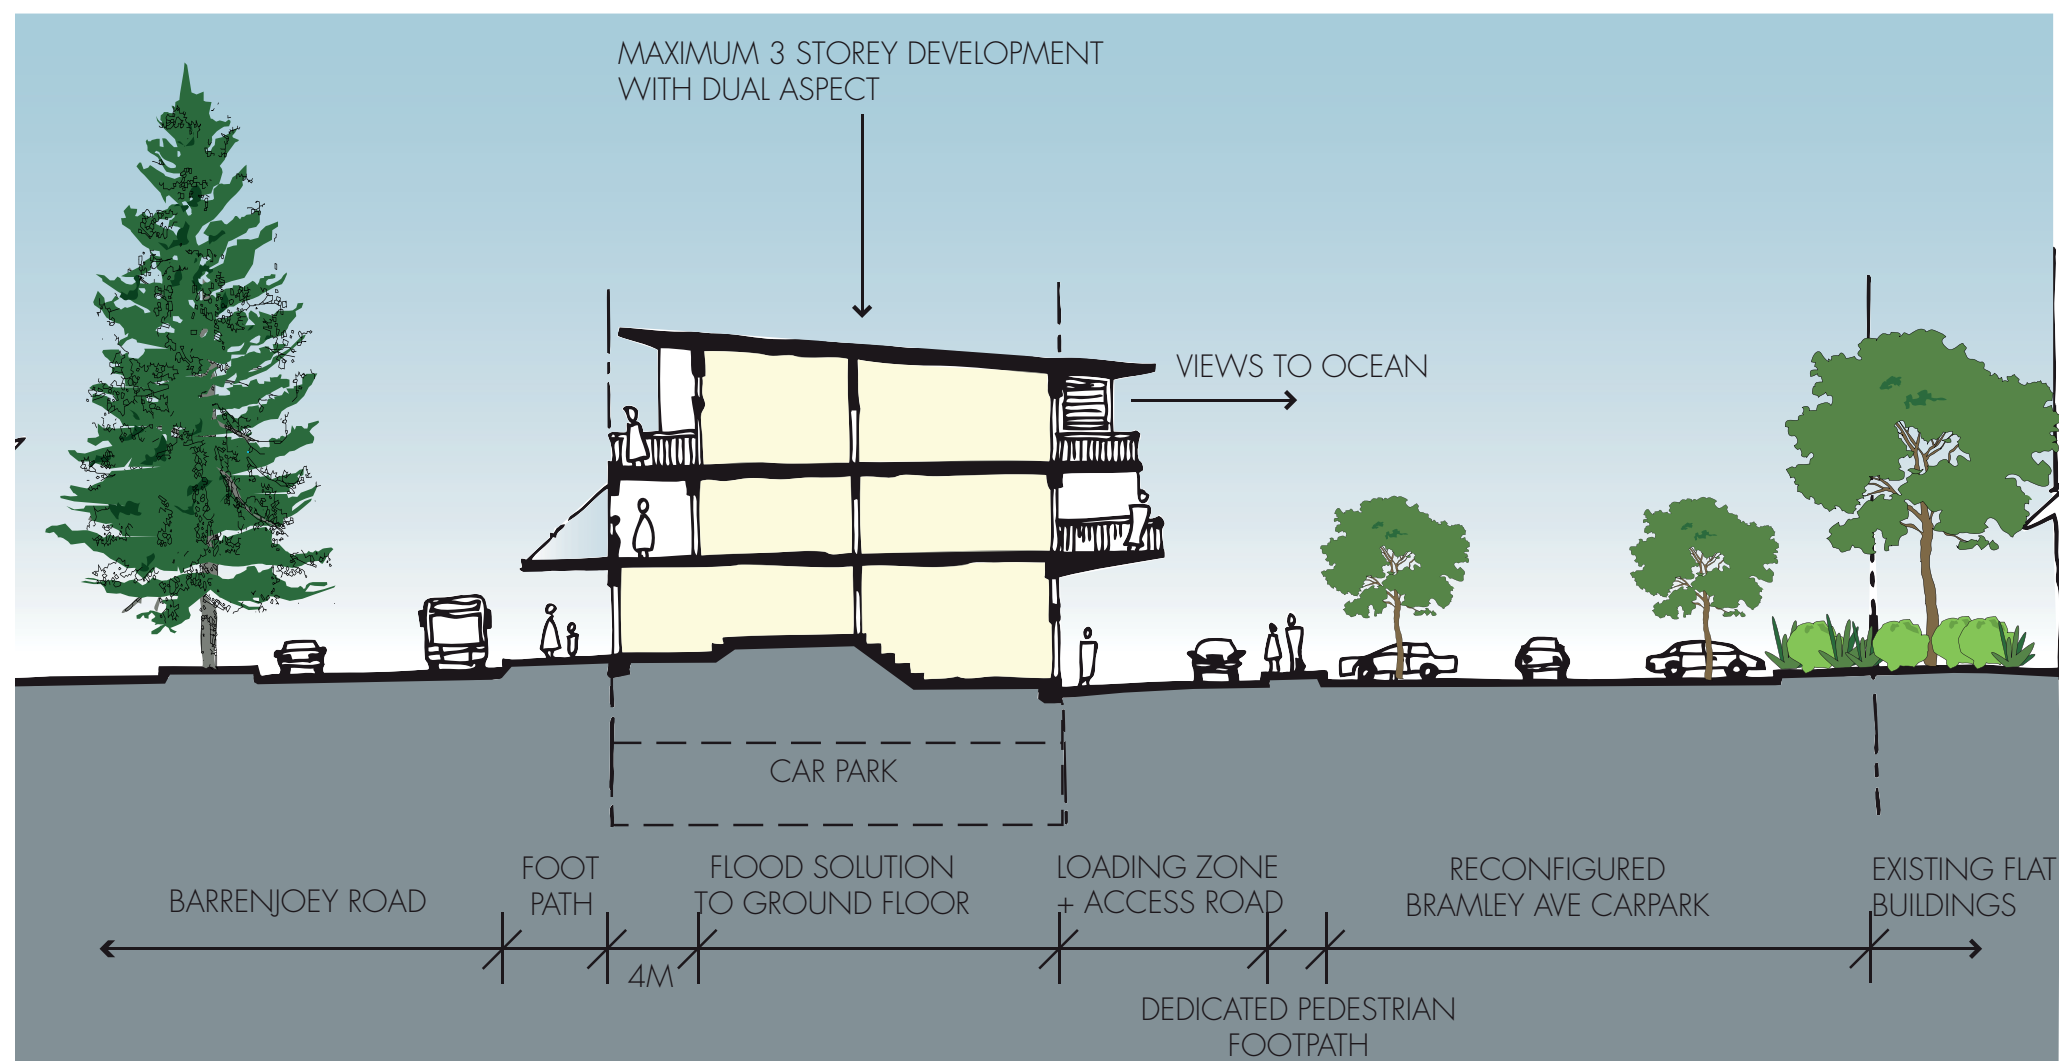 MAXIMUM 3 STOREY DEVELOPMENT
WITH DUAL ASPECT
VIEWS TO OCEAN
CAR PARK
BARRENJOEY ROAD
FOOT
PATH
4M
FLOOD SOLUTION
TO GROUND FLOOR
LOADING ZONE
+ ACCESS ROAD
DEDICATED PEDESTRIAN
FOOTPATH
RECONFIGURED
BRAMLEY AVE CARPARK
EXISTING FLAT
BUILDINGS